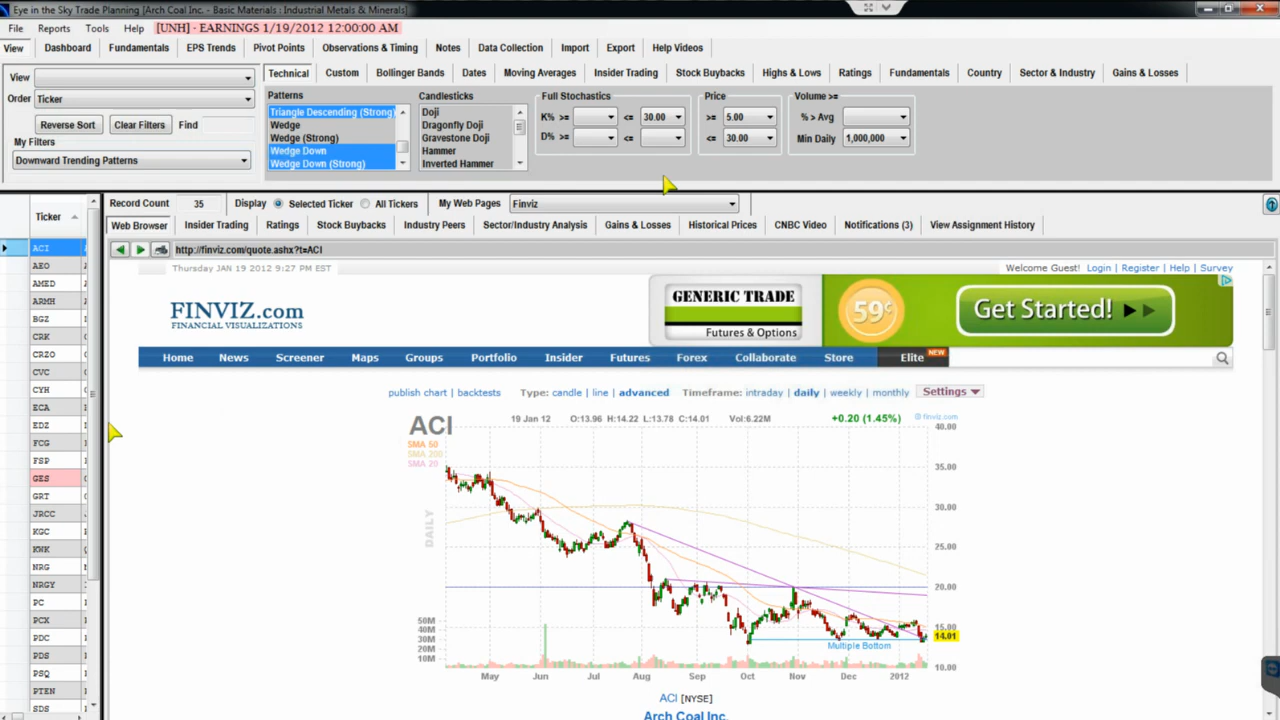 Eye in the Sky Trade Planning [Arch Coal Inc. - Basic Materials : Industrial Metals & Minerals]
File Reports Tools Help [UNH] - EARNINGS 1/19/2012 12:00:00 AM
View Dashboard Fundamentals EPS Trends Pivot Points Observations & Timing Notes Data Collection Import Export Help Videos
View
Order Ticker
Reverse Sort Clear Filters Find
My Filters
Downward Trending Patterns
Technical Custom Bollinger Bands Dates Moving Averages Insider Trading Stock Buybacks Highs & Lows Ratings Fundamentals Country Sector & Industry Gains & Losses
Patterns
Triangle Descending (Strong)
Wedge
Wedge (Strong)
Wedge Down
Wedge Down (Strong)
Candlesticks
Doji
Dragonfly Doji
Gravestone Doji
Hammer
Inverted Hammer
Full Stochastics
K% >= <= 30.00
D% >= <=
Price
>= 5.00
<= 30.00
Volume >=
% > Avg
Min Daily 1,000,000
Record Count 35 Display Selected Ticker All Tickers My Web Pages Finviz
Web Browser Insider Trading Ratings Stock Buybacks Industry Peers Sector/Industry Analysis Gains & Losses Historical Prices CNBC Video Notifications (3) View Assignment History
Ticker
ACI
AEO
AMED
ARMH
BGZ
CRK
CRZO
CVC
CYH
ECA
EDZ
FCG
FSP
GES
GRT
JRCC
KGC
KWK
NRG
NRGY
PC
PCX
PDC
PDS
PSQ
PTEN
SDS
http://finviz.com/quote.ashx?t=ACI
Thursday JAN 19 2012 9:27 PM EST Welcome Guest! Login | Register | Help | Survey
FINVIZ.com
FINANCIAL VISUALIZATIONS
GENERIC TRADE
Futures & Options
59¢
Get Started!
Home News Screener Maps Groups Portfolio Insider Futures Forex Collaborate Store Elite NEW
publish chart | backtests Type: candle | line | advanced Timeframe: intraday | daily | weekly | monthly Settings
ACI 19 Jan 12 O:13.96 H:14.22 L:13.78 C:14.01 Vol:6.22M +0.20 (1.45%) © finviz.com
SMA 50
SMA 200
SMA 20
DAILY
40.00
35.00
30.00
25.00
20.00
15.00
14.01
10.00
50M
40M
30M
20M
10M
Multiple Bottom
May Jun Jul Aug Sep Oct Nov Dec 2012
ACI [NYSE]
Arch Coal Inc.